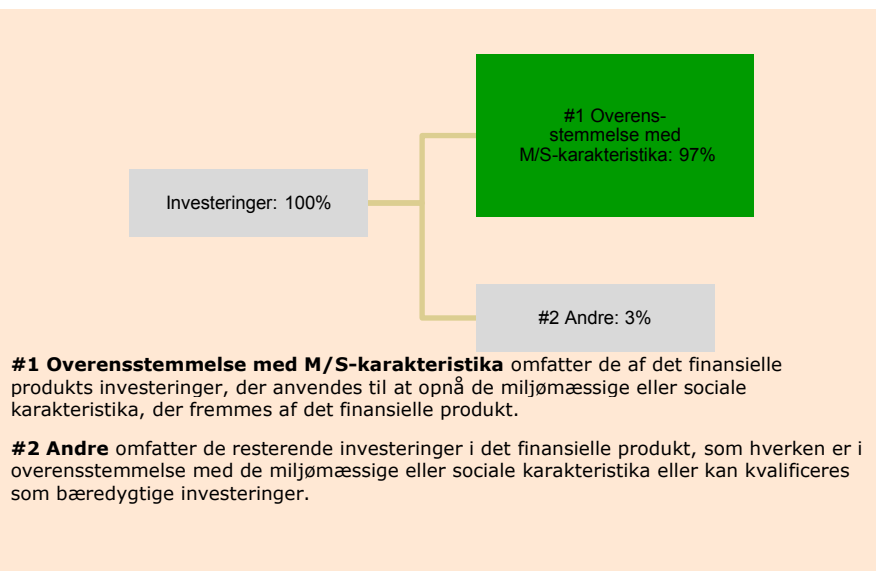 #1 Overens-
stemmelse med
M/S-karakteristika: 97%
Investeringer: 100%
#2 Andre: 3%
#1 Overensstemmelse med M/S-karakteristika omfatter de af det finansielle
produkts investeringer, der anvendes til at opnå de miljømæssige eller sociale
karakteristika, der fremmes af det finansielle produkt.
#2 Andre omfatter de resterende investeringer i det finansielle produkt, som hverken er i
overensstemmelse med de miljømæssige eller sociale karakteristika eller kan kvalificeres
som bæredygtige investeringer.